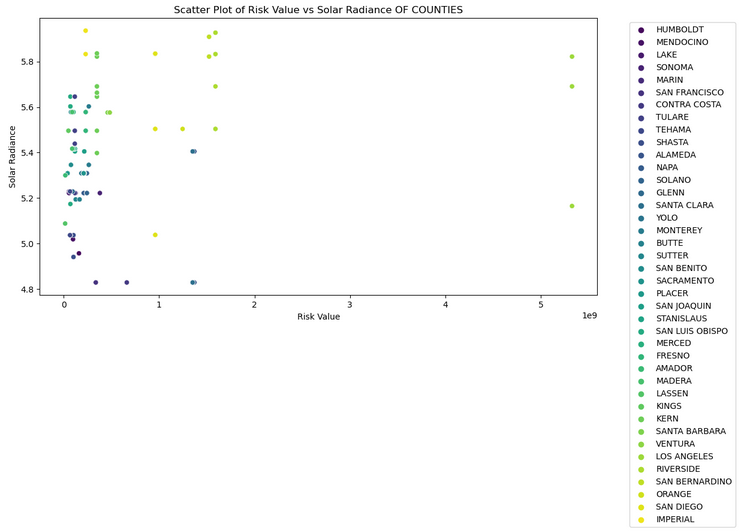 Scatter Plot of Risk Value vs Solar Radiance OF COUNTIES
Solar Radiance
5.8
5.6
5.4
5.2
5.0
4.8
0
1
2
3
4
5
1e9
Risk Value
HUMBOLDT
MENDOCINO
LAKE
SONOMA
MARIN
SAN FRANCISCO
CONTRA COSTA
TULARE
TEHAMA
SHASTA
ALAMEDA
NAPA
SOLANO
GLENN
SANTA CLARA
YOLO
MONTEREY
BUTTE
SUTTER
SAN BENITO
SACRAMENTO
PLACER
SAN JOAQUIN
STANISLAUS
SAN LUIS OBISPO
MERCED
FRESNO
AMADOR
MADERA
LASSEN
KINGS
KERN
SANTA BARBARA
VENTURA
LOS ANGELES
RIVERSIDE
SAN BERNARDINO
ORANGE
SAN DIEGO
IMPERIAL